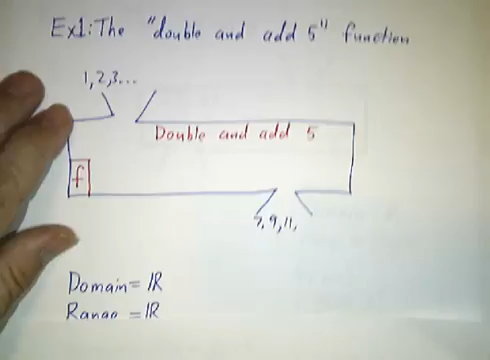 Ex1: The "double and add 5" function
1, 2, 3...
Double and add 5
f
7, 9, 11,
Domain = ℝ
Range = ℝ